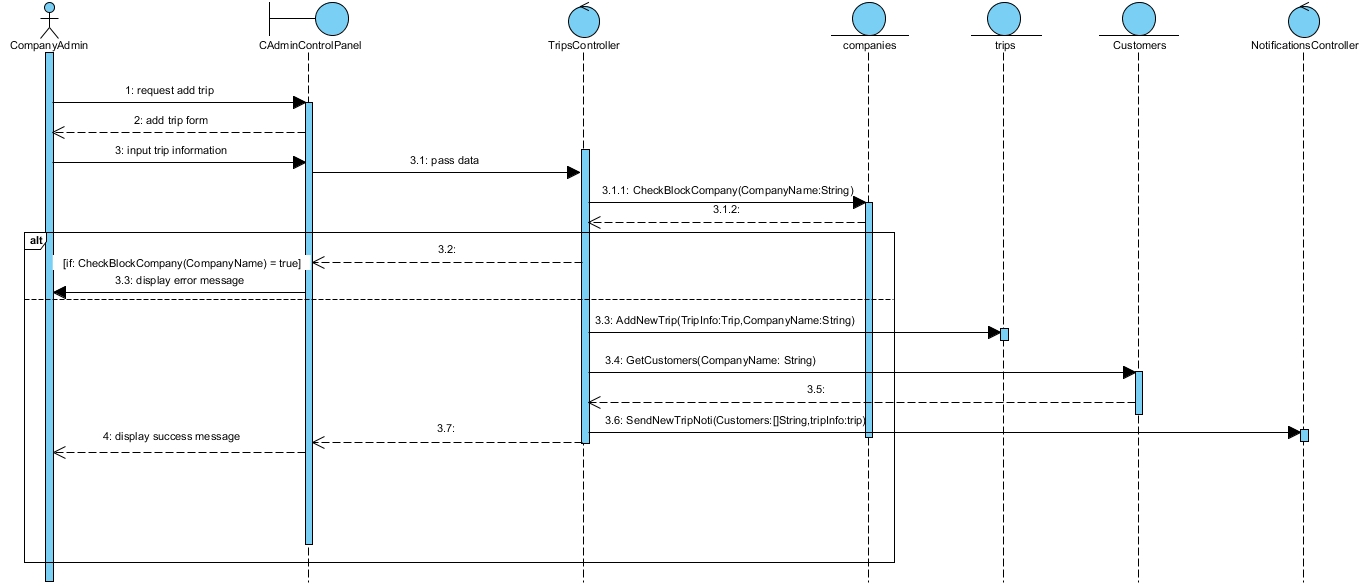 CompanyAdmin
CAdminControlPanel
TripsController
companies
trips
Customers
NotificationsController
1: request add trip
2: add trip form
3: input trip information
3.1: pass data
3.1.1: CheckBlockCompany(CompanyName:String)
3.1.2:
alt
3.2:
[if: CheckBlockCompany(CompanyName) = true]
3.3: display error message
3.3: AddNewTrip(TripInfo:Trip,CompanyName:String)
3.4: GetCustomers(CompanyName: String)
3.5:
3.6: SendNewTripNoti(Customers:[]String,tripInfo:trip)
3.7:
4: display success message